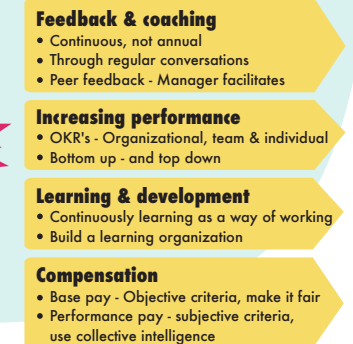 Feedback & coaching
• Continuous, not annual
• Through regular conversations
• Peer feedback - Manager facilitates
Increasing performance
• OKR's - Organizational, team & individual
• Bottom up - and top down
Learning & development
• Continuously learning as a way of working
• Build a learning organization
Compensation
• Base pay - Objective criteria, make it fair
• Performance pay - subjective criteria,
use collective intelligence